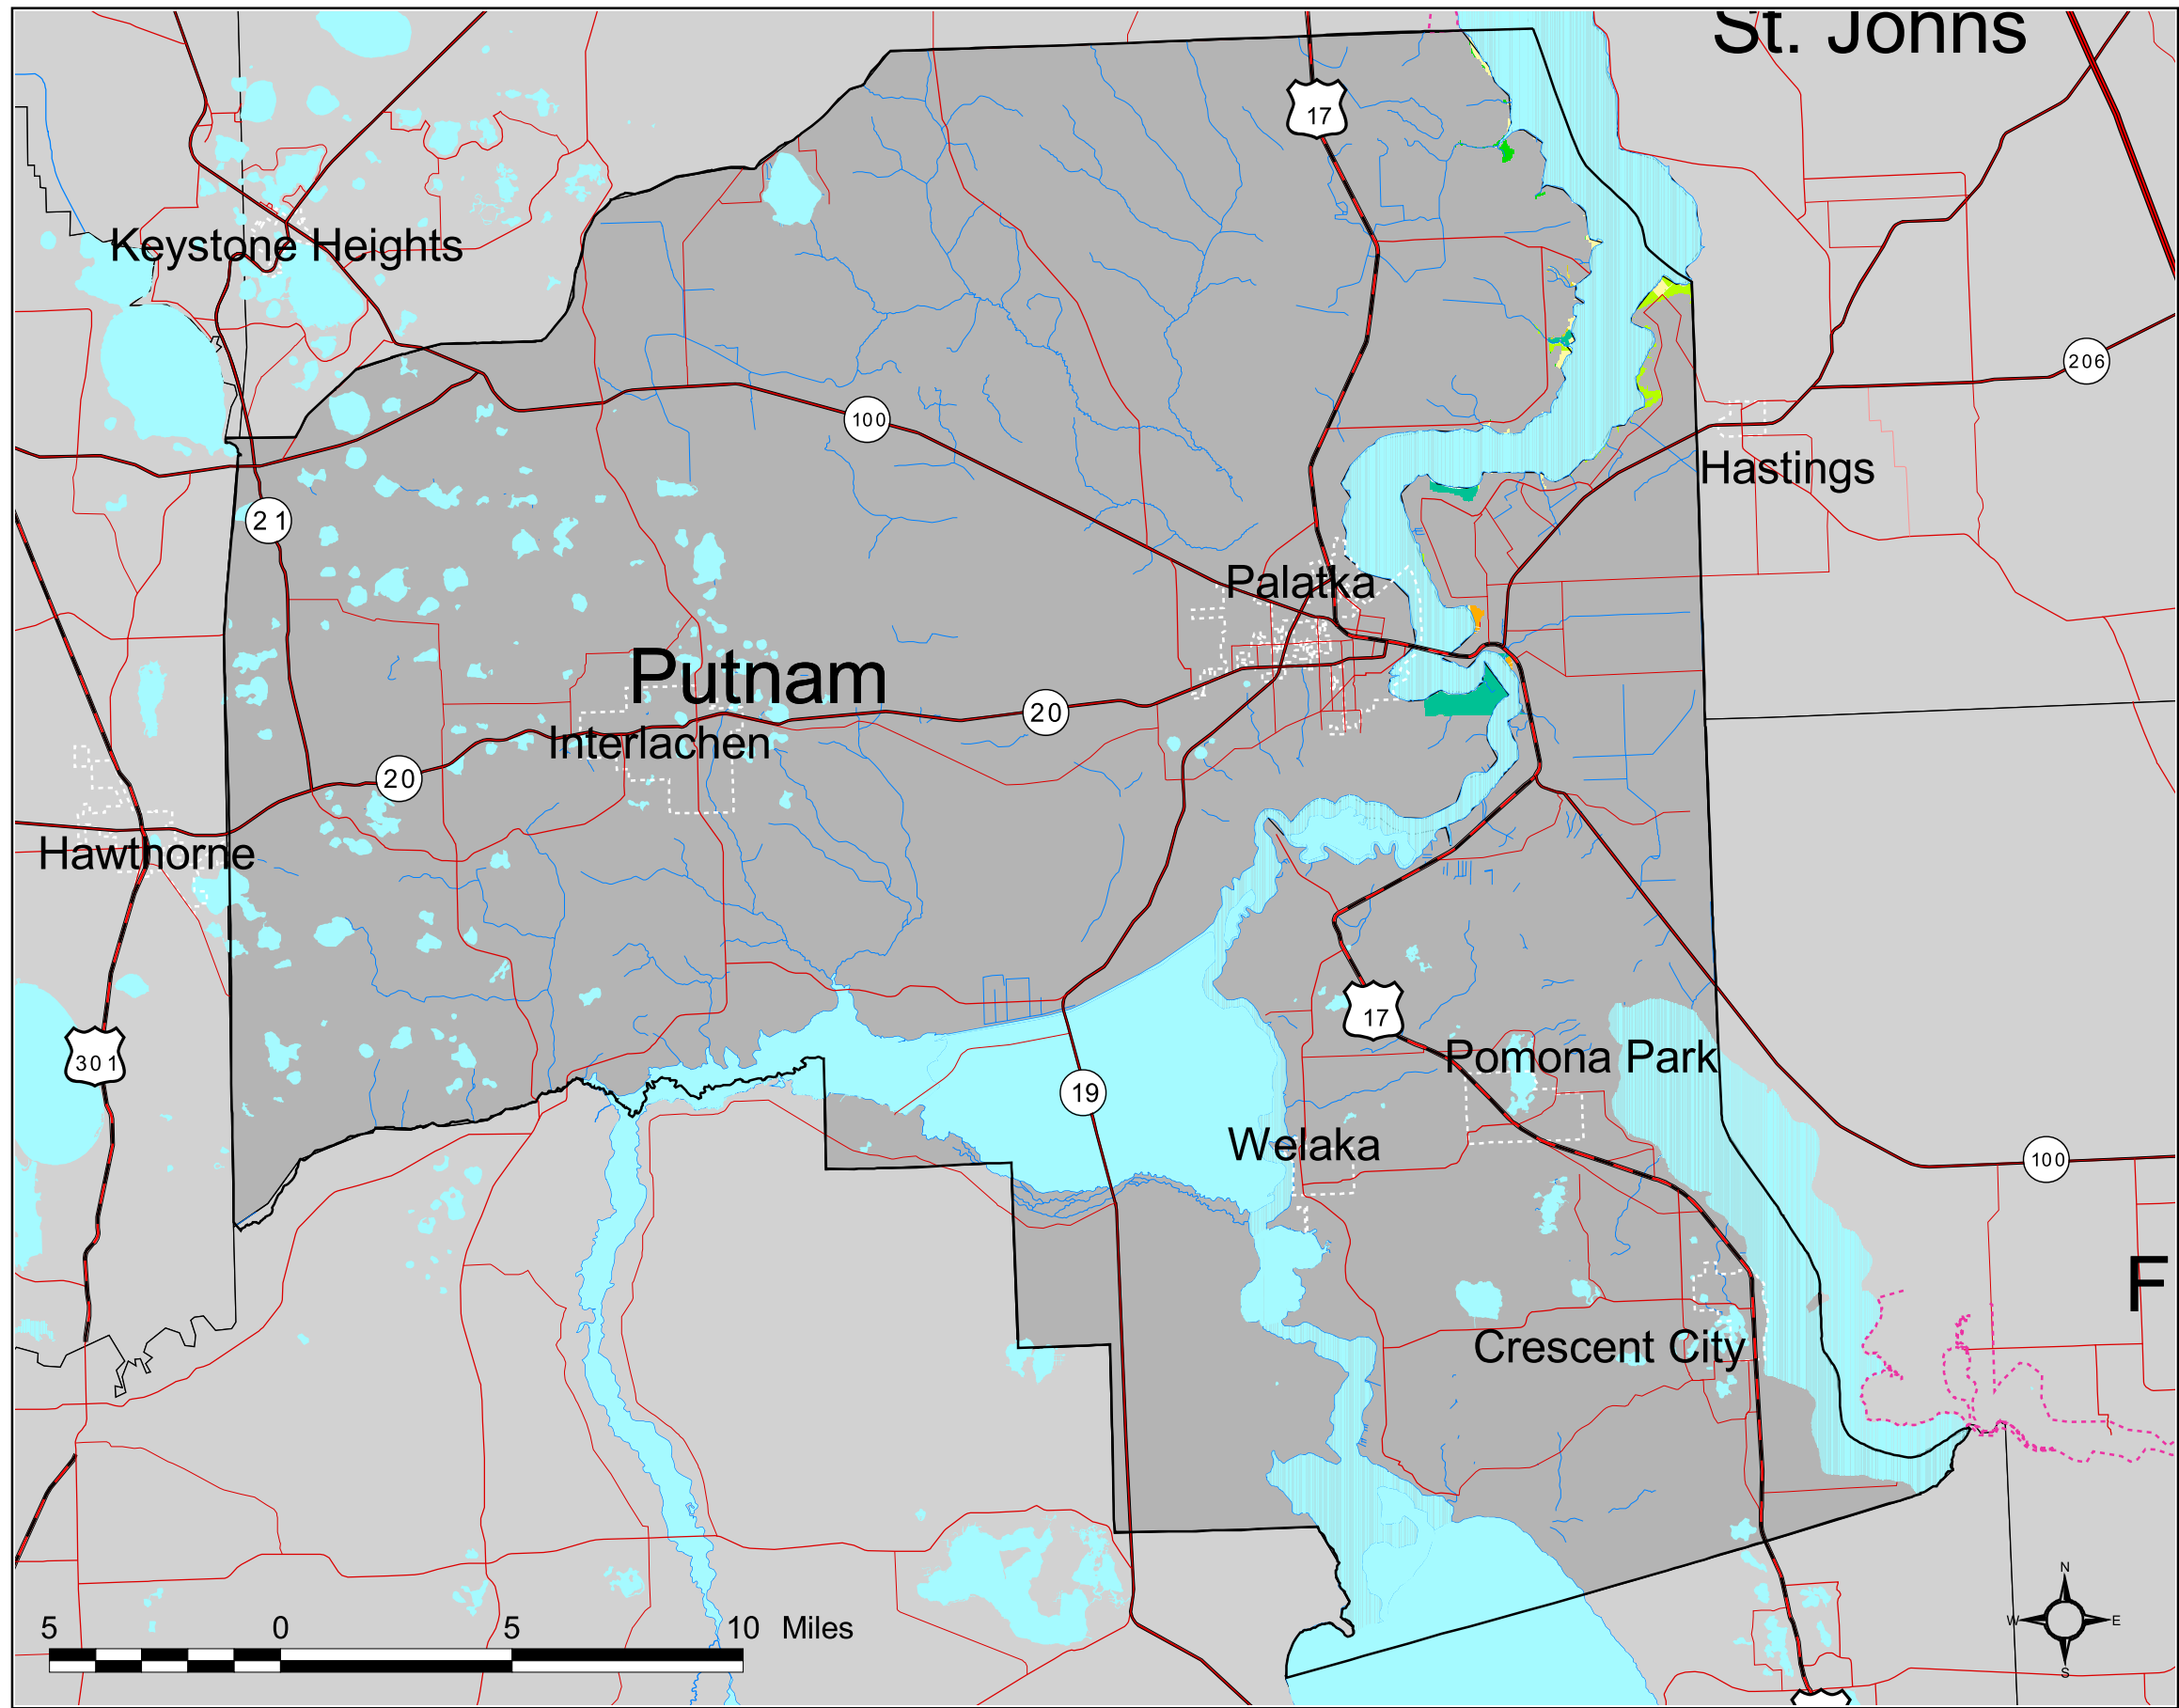 St. Johns
17
Keystone Heights
206
100
Hastings
21
Palatka
Putnam
20
Interlachen
20
Hawthorne
17
301
Pomona Park
19
Welaka
100
F
Crescent City
N
W E
S
5 0 5 10 Miles